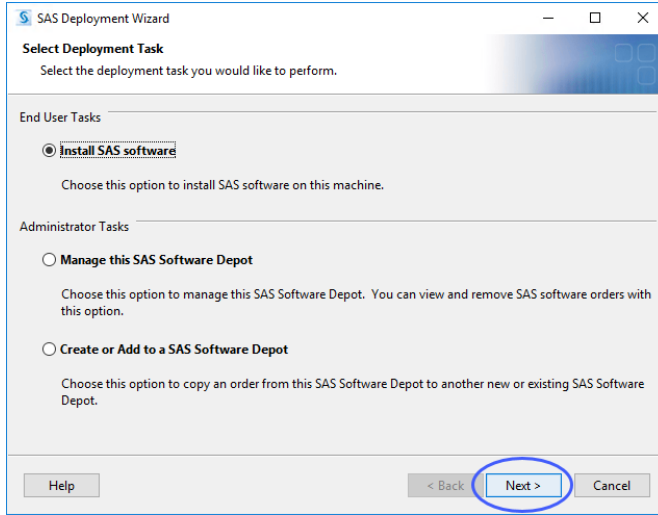 SAS Deployment Wizard
Select Deployment Task
Select the deployment task you would like to perform.
End User Tasks
Install SAS software
Choose this option to install SAS software on this machine.
Administrator Tasks
Manage this SAS Software Depot
Choose this option to manage this SAS Software Depot.  You can view and remove SAS software orders with
this option.
Create or Add to a SAS Software Depot
Choose this option to copy an order from this SAS Software Depot to another new or existing SAS Software
Depot.
Help
< Back
Next >
Cancel